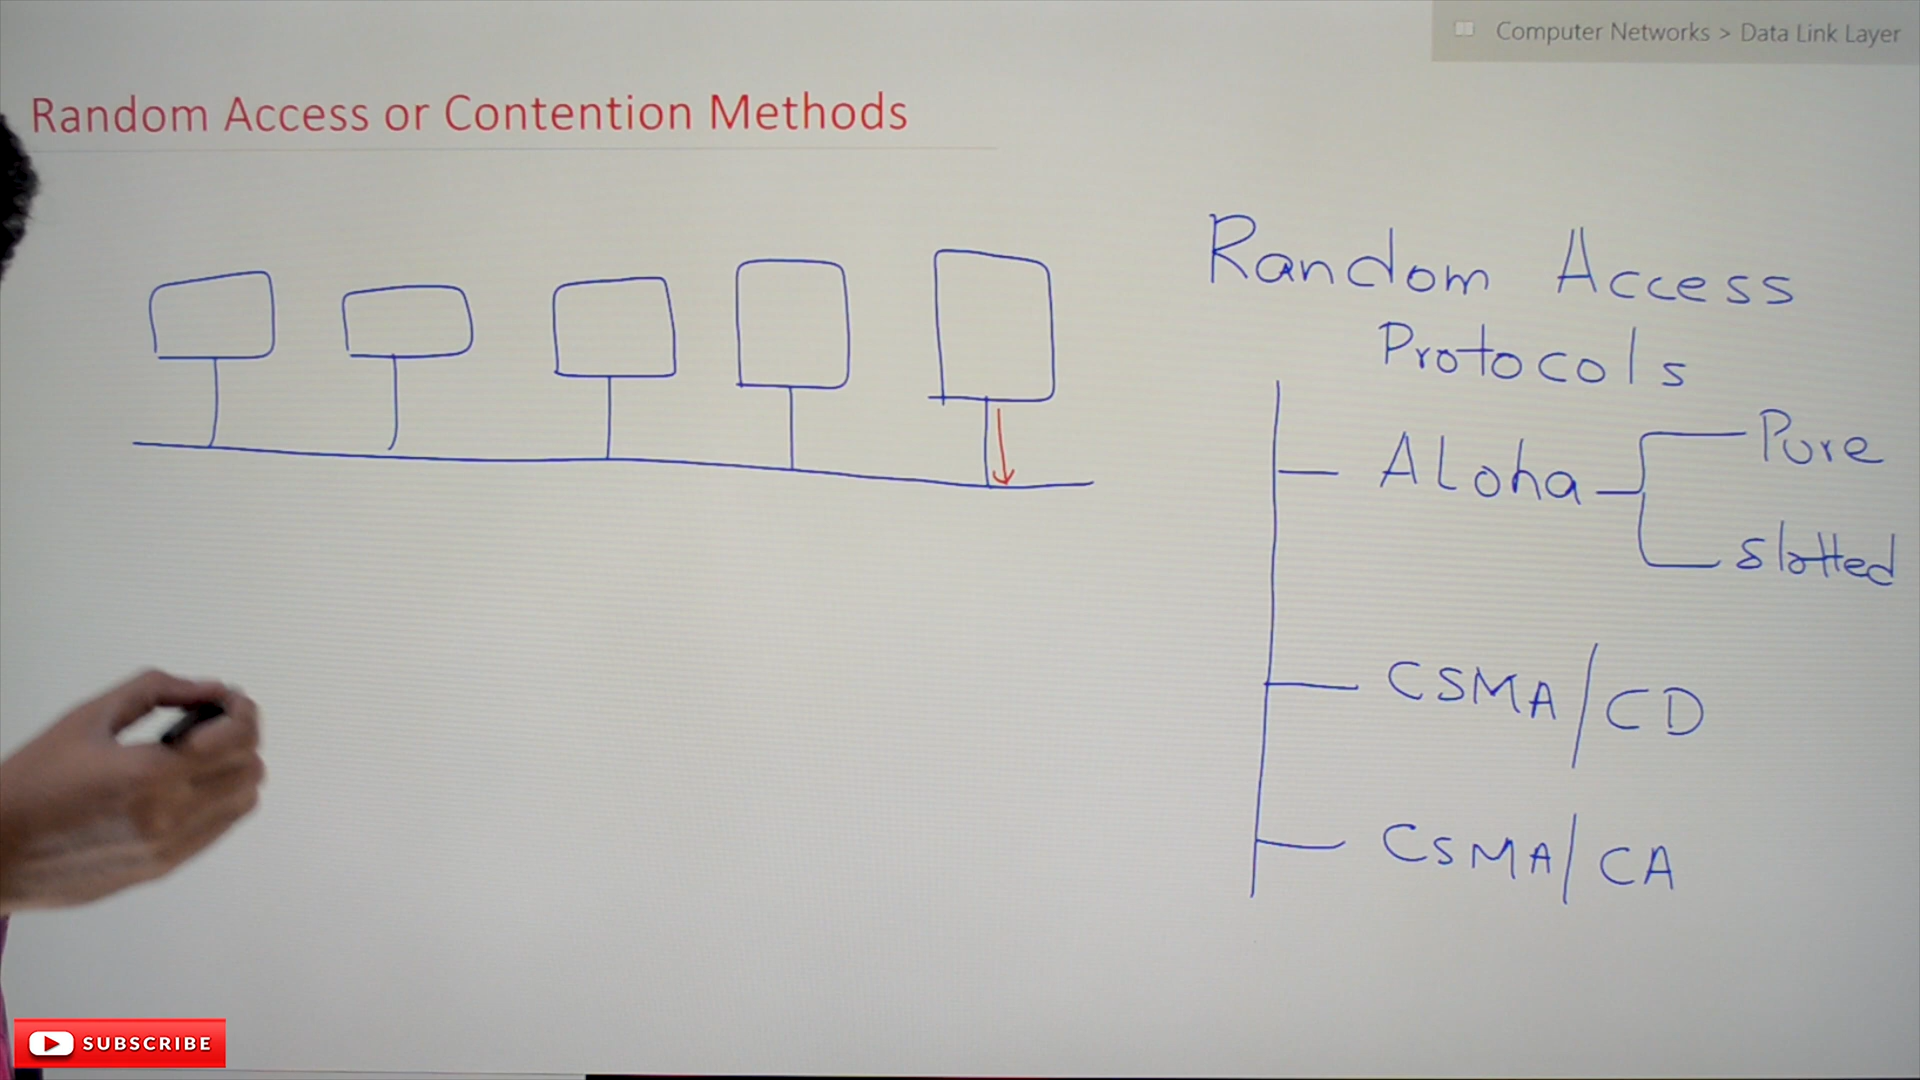 Computer Networks > Data Link Layer
Random Access or Contention Methods
Random Access
Protocols
ALoha
Pure
Slotted
CSMA/CD
CSMA/CA
SUBSCRIBE